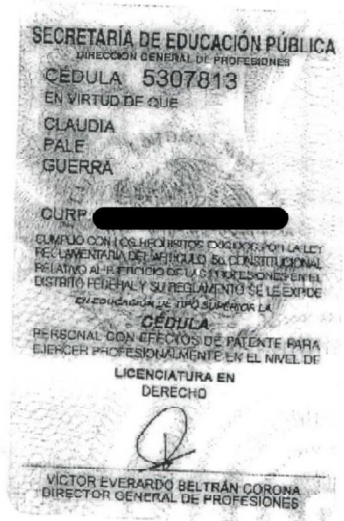 SECRETARÍA DE EDUCACIÓN PÚBLICA
DIRECCIÓN GENERAL DE PROFESIONES
CÉDULA 5307813
EN VIRTUD DE QUE
CLAUDIA
PALE
GUERRA
CURP
CUMPLIO CON LOS REQUISITOS EXIGIDOS POR LA LEY
REGLAMENTARIA DEL ARTICULO 5o. CONSTITUCIONAL
RELATIVO AL EJERCICIO DE LAS PROFESIONES EN EL
DISTRITO FEDERAL Y SU REGLAMENTO SE LE EXPIDE
EN EDUCACIÓN DE TIPO SUPERIOR LA
CÉDULA
PERSONAL CON EFECTOS DE PATENTE PARA
EJERCER PROFESIONALMENTE EN EL NIVEL DE
LICENCIATURA EN
DERECHO
VÍCTOR EVERARDO BELTRÁN CORONA
DIRECTOR GENERAL DE PROFESIONES